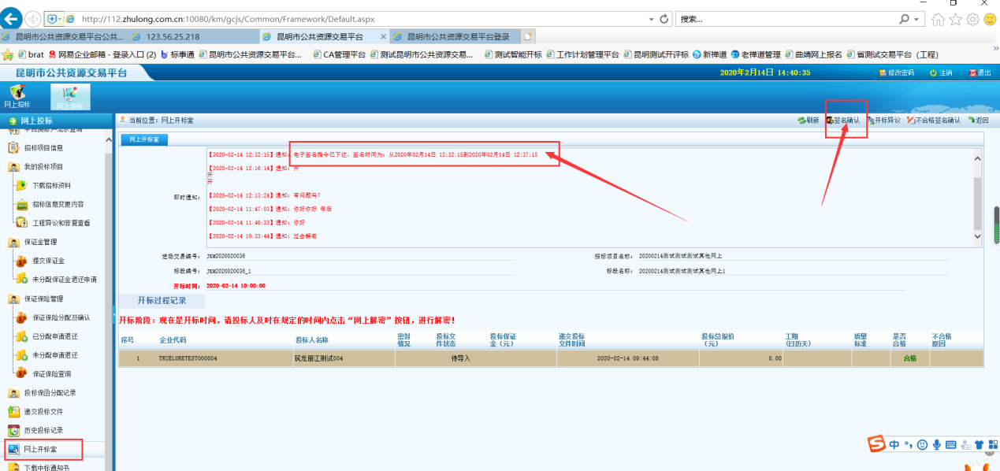 http://112.zhulong.com.cn:10080/km/gcjs/Common/Framework/Default.aspx
搜索...
昆明市公共资源交易平台公共... 123.56.25.218 昆明市公共资源交易平台 昆明市公共资源交易平台登录
brat 网易企业邮箱 - 登录入口 (2) 标事通 昆明市公共资源交易平台... CA管理平台 测试昆明市公共资源交易... 测试智能开标 工作计划管理平台 昆明测试开评标 新禅道 老禅道管理 曲靖网上报名 省测试交易平台 (工程)
昆明市公共资源交易平台
2020年2月14日 14:40:35
修改密码 注销 退出
网上招标
网上投标
当前位置: 网上开标室
刷新 签名确认 开标异议 不合格签名确认 返回
招标项目信息
我的投标项目
下载招标资料
招标信息变更内容
工程异议和答复查看
保证金管理
提交保证金
未分配保证金退还申请
保证保险管理
保证保险分配及确认
已分配申请退还
未分配申请退还
保证保险查询
投标保函分配记录
递交投标文件
历史投标记录
网上开标室
下载中标通知书
网上开标室
即时通知:
【2020-02-14 12:32:15】通知: 电子签名指令已下达, 签名时间为: 从2020年02月14日 12:32:15到2020年02月14日 12:37:15
【2020-02-14 12:16:14】通知: 开
开
开
【2020-02-14 12:13:24】通知: 有问题吗?
【2020-02-14 11:47:03】通知: 你好你好 年后
【2020-02-14 11:46:33】通知: 你好
【2020-02-14 10:33:44】通知: 过会解密
进场交易编号: JKM2020020036 招标项目名称: 20200214测试测试测试其他网上
标段编号: JKM2020020036_1 标段名称: 20200214测试测试测试其他网上1
开标时间: 2020-02-14 10:00:00
开标过程记录
开标阶段: 现在是开标时间, 请投标人及时在规定的时间内点击“网上解密”按钮, 进行解密!
序号 企业代码 投标人名称 密封情况 投标文件状态 投标保证金（元） 递交投标文件时间 投标总报价（元） 工期（日历天） 质量标准 是否合格 不合格原因
1 TRUELORETEST000004 筑龙丽江测试004 待导入 2020-02-14 09:44:08 0.00 合格
中